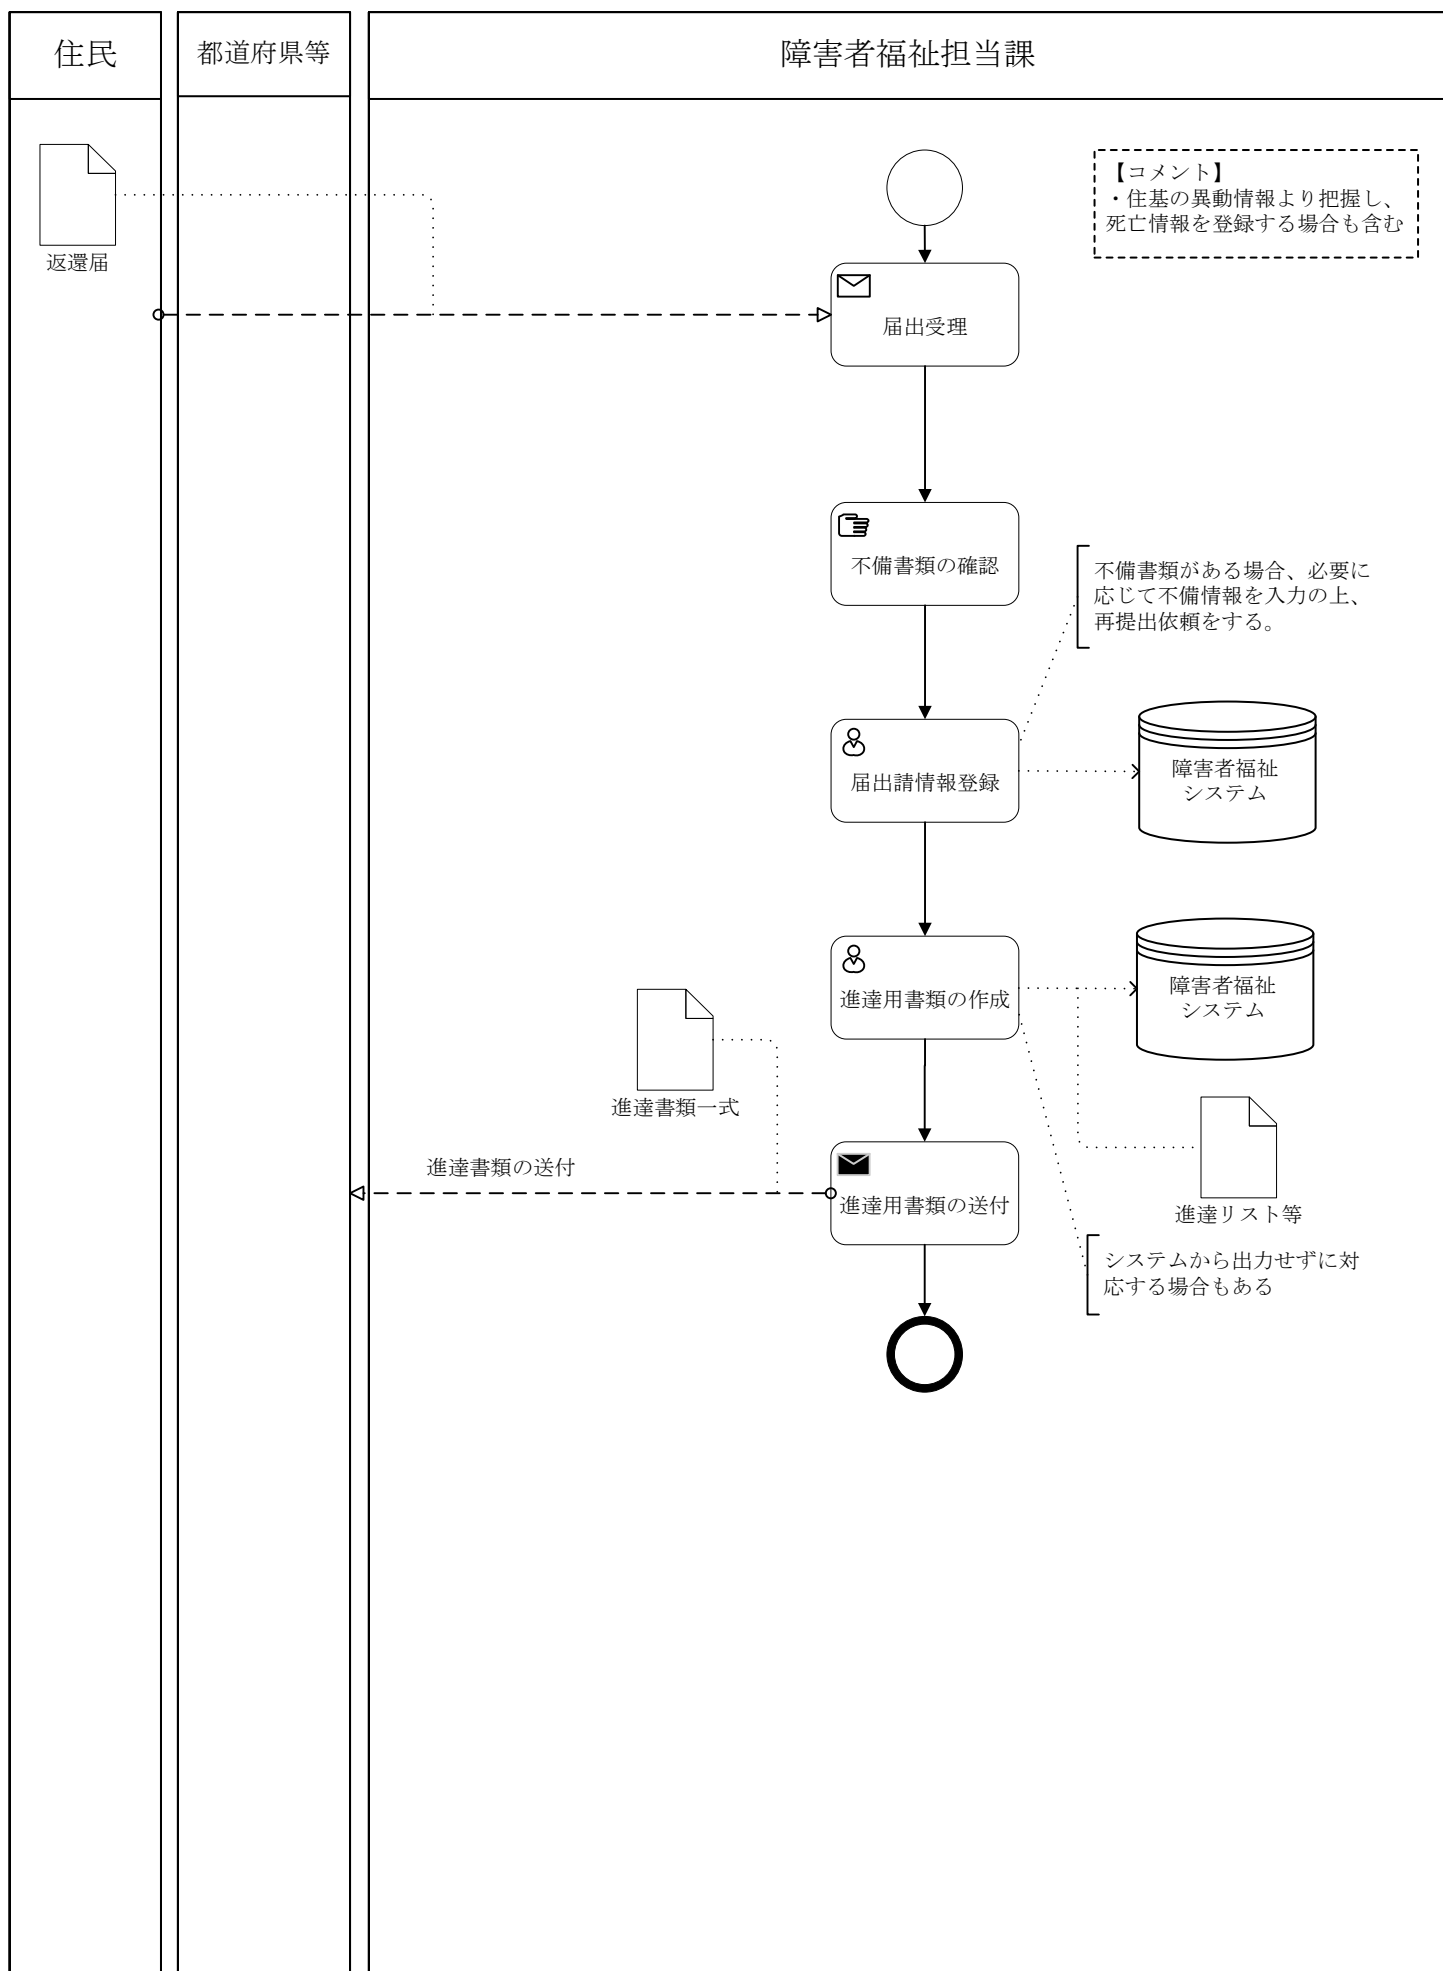 住民
都道府県等
障害者福祉担当課
返還届
【コメント】
・住基の異動情報より把握し、
死亡情報を登録する場合も含む
届出受理
不備書類の確認
不備書類がある場合、必要に
応じて不備情報を入力の上、
再提出依頼をする。
届出請情報登録
障害者福祉
システム
進達用書類の作成
障害者福祉
システム
進達書類一式
進達書類の送付
進達用書類の送付
進達リスト等
システムから出力せずに対
応する場合もある